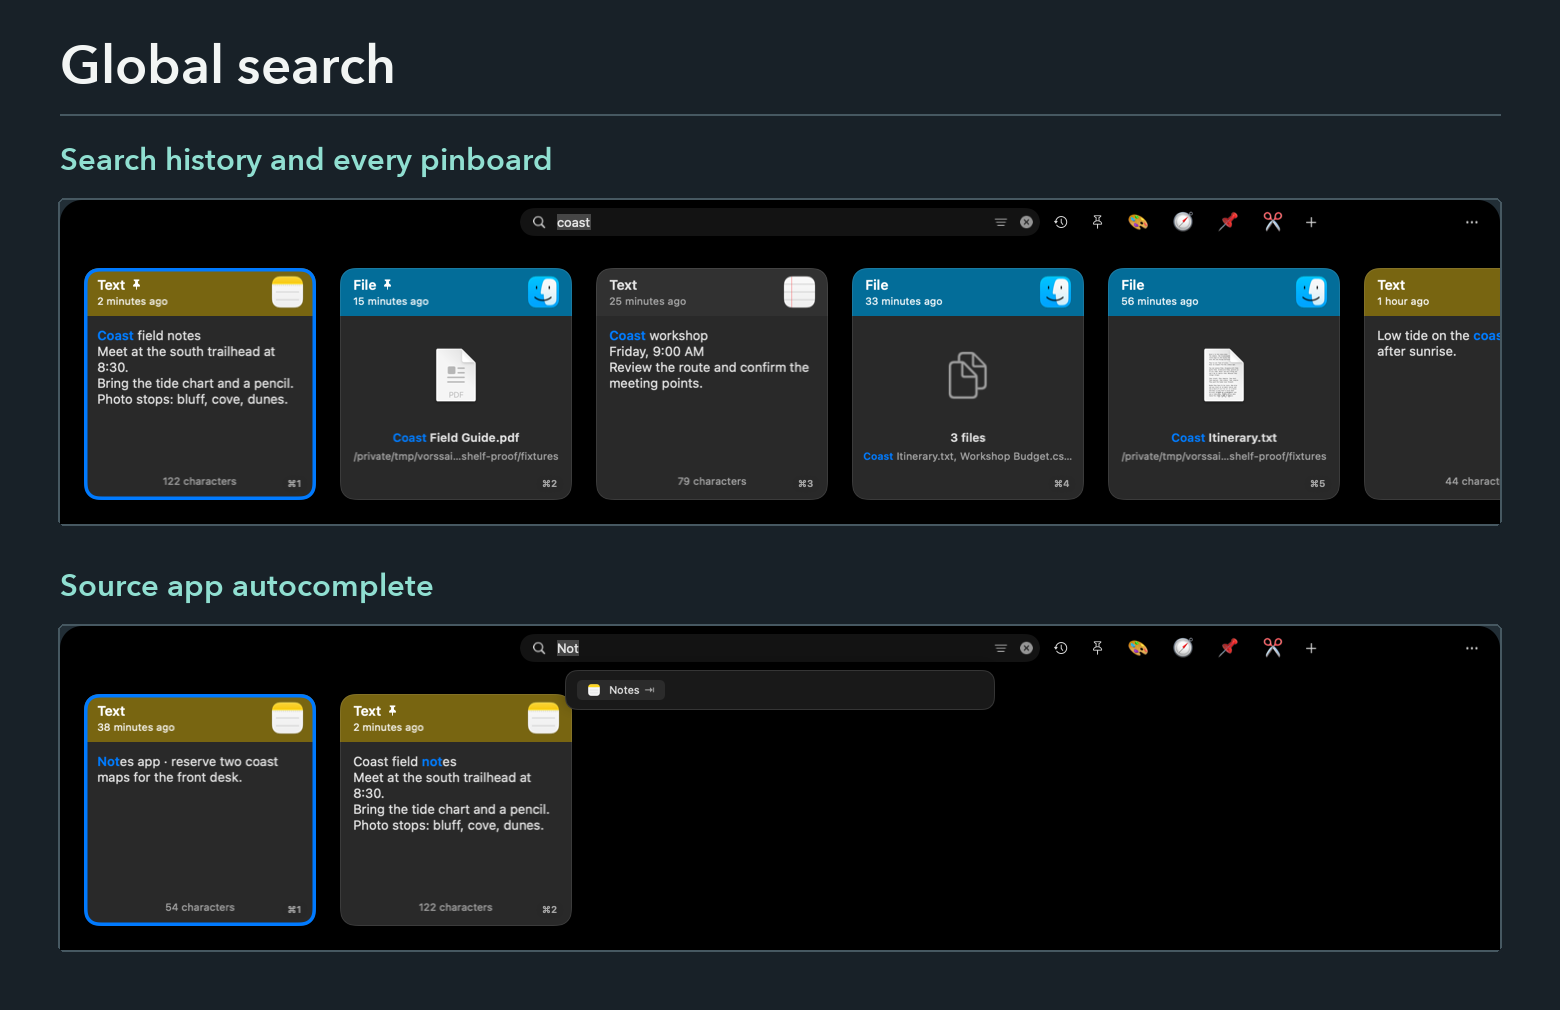 Global search
Search history and every pinboard
coast
Text
2 minutes ago
Coast field notes
Meet at the south trailhead at
8:30.
Bring the tide chart and a pencil.
Photo stops: bluff, cove, dunes.
122 characters
⌘1
File
15 minutes ago
PDF
Coast Field Guide.pdf
/private/tmp/vorssai...shelf-proof/fixtures
⌘2
Text
25 minutes ago
Coast workshop
Friday, 9:00 AM
Review the route and confirm the
meeting points.
79 characters
⌘3
File
33 minutes ago
3 files
Coast Itinerary.txt, Workshop Budget.cs...
⌘4
File
56 minutes ago
Coast Itinerary.txt
/private/tmp/vorssai...shelf-proof/fixtures
⌘5
Text
1 hour ago
Low tide on the coas
after sunrise.
44 charact
Source app autocomplete
Not
Notes
Text
38 minutes ago
Notes app · reserve two coast
maps for the front desk.
54 characters
⌘1
Text
2 minutes ago
Coast field notes
Meet at the south trailhead at
8:30.
Bring the tide chart and a pencil.
Photo stops: bluff, cove, dunes.
122 characters
⌘2